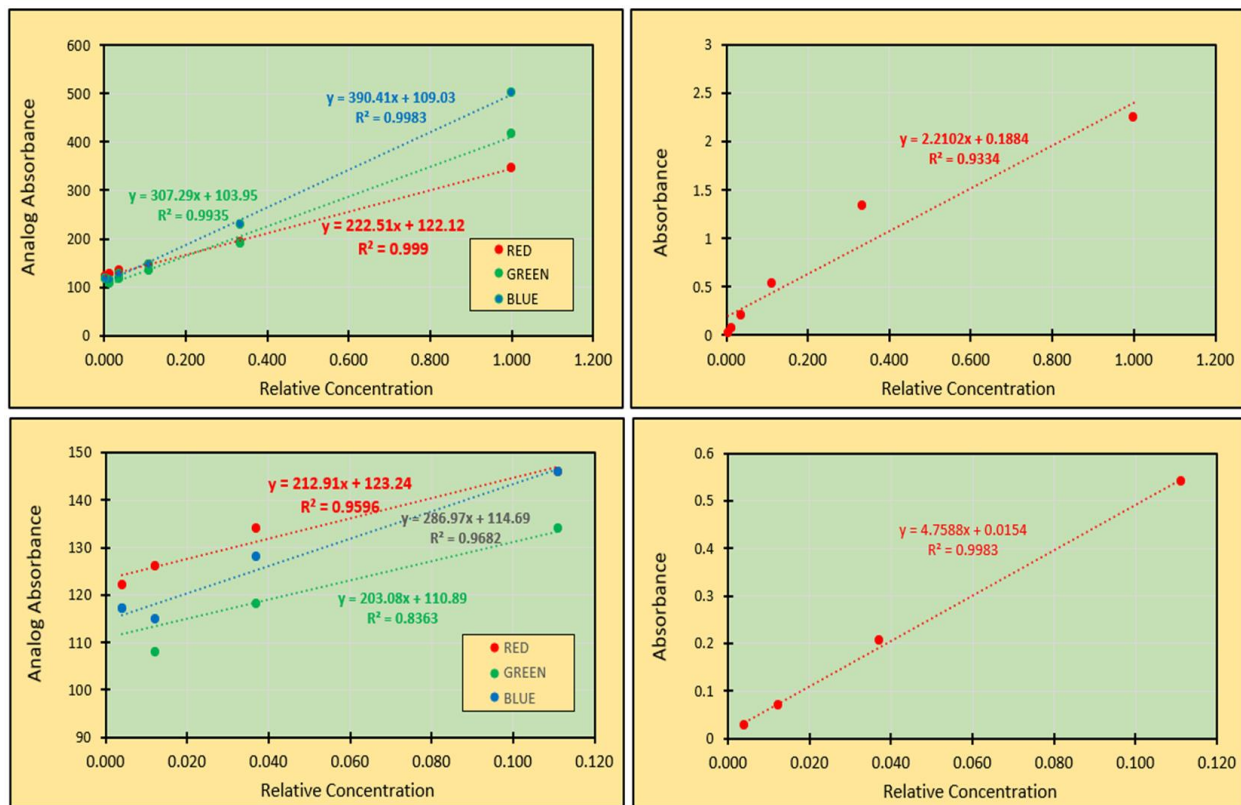 600
500
400
300
200
100
0
Analog Absorbance
y = 390.41x + 109.03
R² = 0.9983
y = 307.29x + 103.95
R² = 0.9935
y = 222.51x + 122.12
R² = 0.999
RED
GREEN
BLUE
0.000 0.200 0.400 0.600 0.800 1.000 1.200
Relative Concentration
3
2.5
2
1.5
1
0.5
0
Absorbance
y = 2.2102x + 0.1884
R² = 0.9334
0.000 0.200 0.400 0.600 0.800 1.000 1.200
Relative Concentration
150
140
130
120
110
100
90
Analog Absorbance
y = 212.91x + 123.24
R² = 0.9596
y = 286.97x + 114.69
R² = 0.9682
y = 203.08x + 110.89
R² = 0.8363
RED
GREEN
BLUE
0.000 0.020 0.040 0.060 0.080 0.100 0.120
Relative Concentration
0.6
0.5
0.4
0.3
0.2
0.1
0
Absorbance
y = 4.7588x + 0.0154
R² = 0.9983
0.000 0.020 0.040 0.060 0.080 0.100 0.120
Relative Concentration